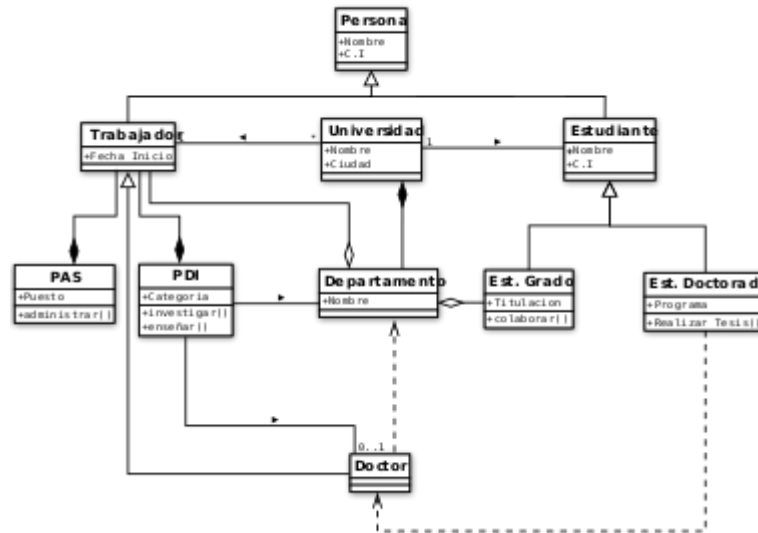 Persona
+Nombre
+C.I
Trabajador
+Fecha Inicio
*
Universidad
+Nombre
+Ciudad
1
Estudiante
+Nombre
+C.I
PAS
+Puesto
+administrar()
PDI
+Categoria
+investigar()
+enseñar()
Departamento
+Nombre
Est. Grado
+Titulacion
+colaborar()
Est. Doctorad
+Programa
+Realizar Tesis()
0..1
Doctor